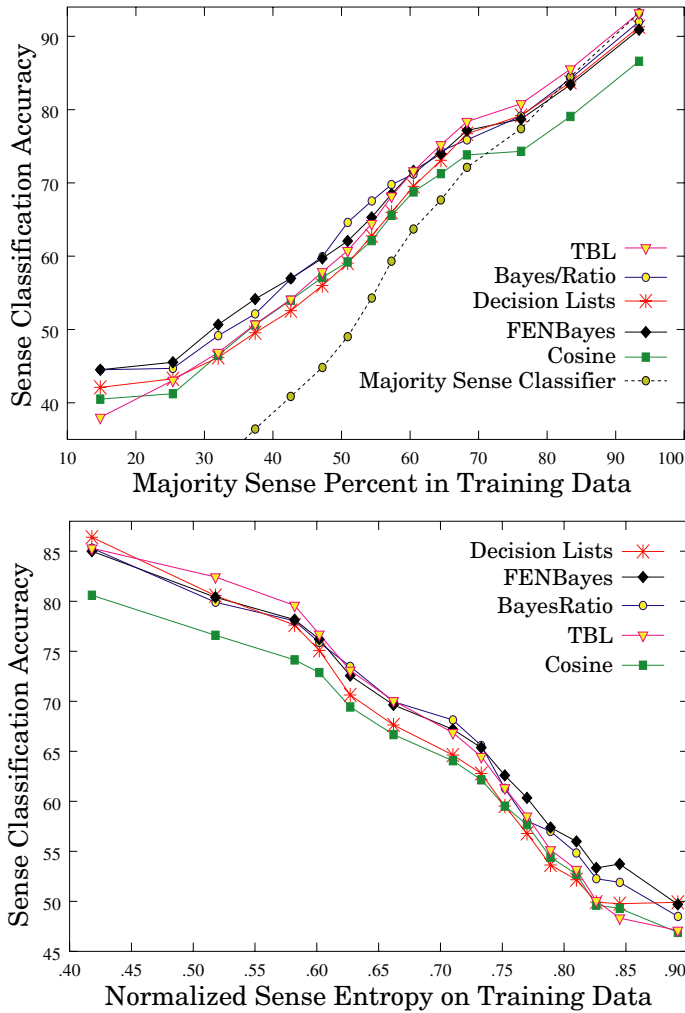 90
80
70
60
50
40
Sense Classification Accuracy
TBL
Bayes/Ratio
Decision Lists
FENBayes
Cosine
Majority Sense Classifier
10 20 30 40 50 60 70 80 90 100
Majority Sense Percent in Training Data
85
80
75
70
65
60
55
50
45
Sense Classification Accuracy
Decision Lists
FENBayes
BayesRatio
TBL
Cosine
.40 .45 .50 .55 .60 .65 .70 .75 .80 .85 .90
Normalized Sense Entropy on Training Data